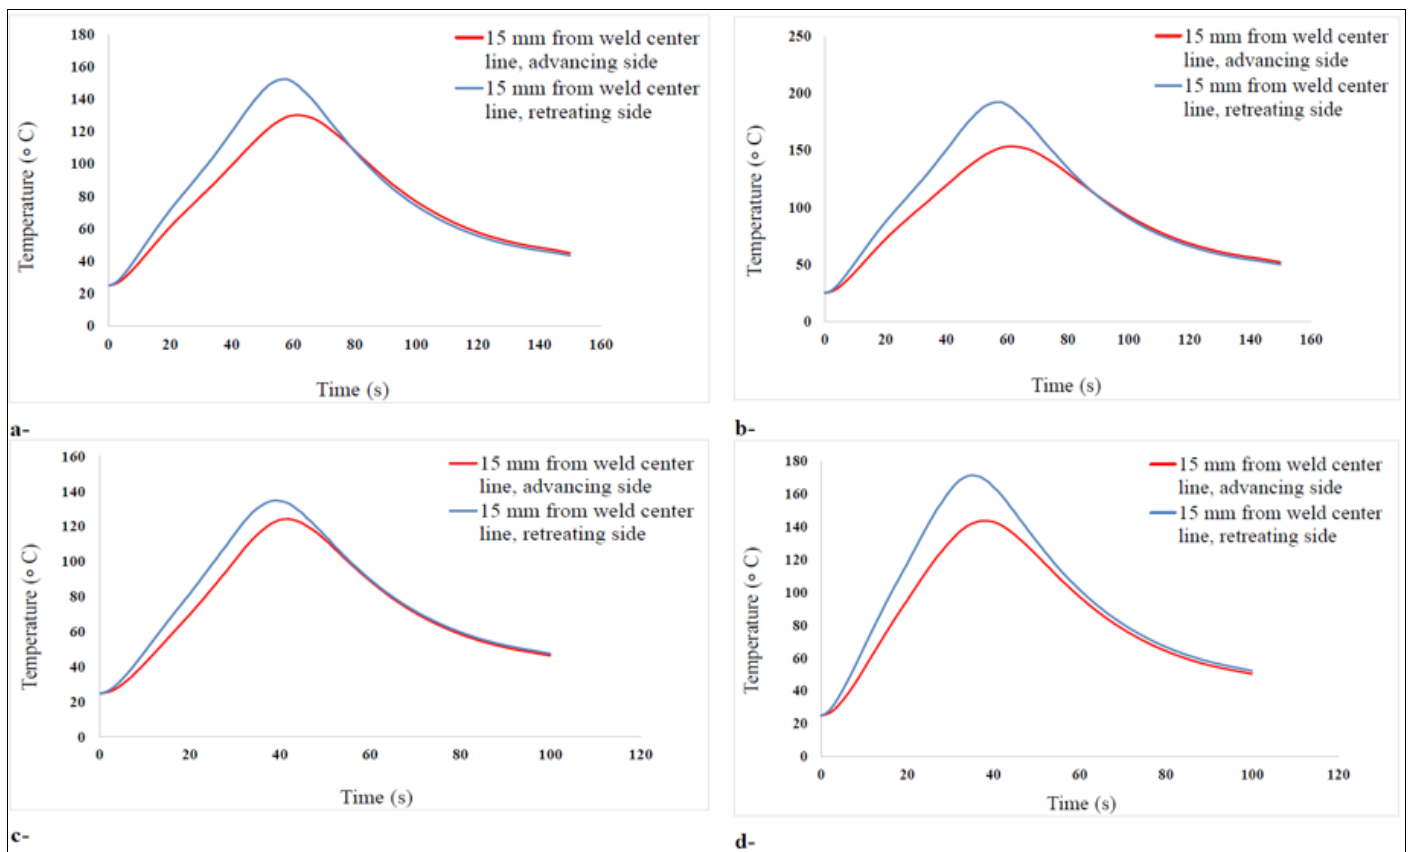 180
160
140
120
100
80
60
40
20
0
Temperature (∘ C)
15 mm from weld center
line, advancing side
15 mm from weld center
line, retreating side
0 20 40 60 80 100 120 140 160
Time (s)
a-
250
200
150
100
50
0
Temperature (∘ C)
15 mm from weld center
line, advancing side
15 mm from weld center
line, retreating side
0 20 40 60 80 100 120 140 160
Time (s)
b-
160
140
120
100
80
60
40
20
0
Temperature (∘ C)
15 mm from weld center
line, advancing side
15 mm from weld center
line, retreating side
0 20 40 60 80 100 120
Time (s)
c-
180
160
140
120
100
80
60
40
20
0
Temperature (∘ C)
15 mm from weld center
line, advancing side
15 mm from weld center
line, retreating side
0 20 40 60 80 100 120
Time (s)
d-